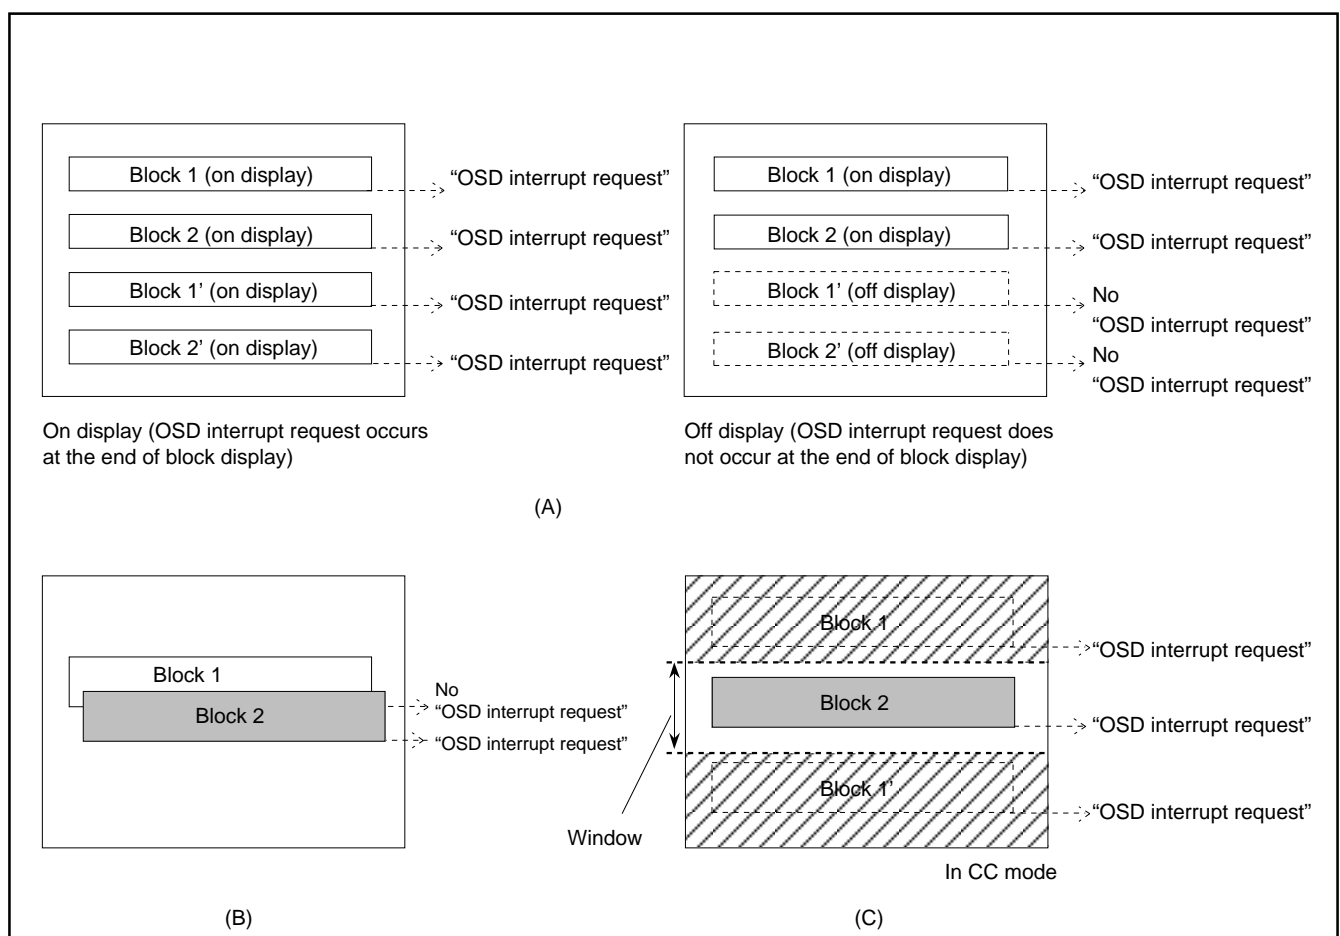 Block 1 (on display)
“OSD interrupt request”
Block 2 (on display)
“OSD interrupt request”
Block 1’ (on display)
“OSD interrupt request”
Block 2’ (on display)
“OSD interrupt request”
On display (OSD interrupt request occurs
at the end of block display)
Block 1 (on display)
“OSD interrupt request”
Block 2 (on display)
“OSD interrupt request”
Block 1’ (off display)
No
“OSD interrupt request”
Block 2’ (off display)
No
“OSD interrupt request”
Off display (OSD interrupt request does
not occur at the end of block display)
(A)
Block 1
Block 2
No
“OSD interrupt request”
“OSD interrupt request”
(B)
Block 1
“OSD interrupt request”
Block 2
“OSD interrupt request”
Block 1’
“OSD interrupt request”
Window
In CC mode
(C)